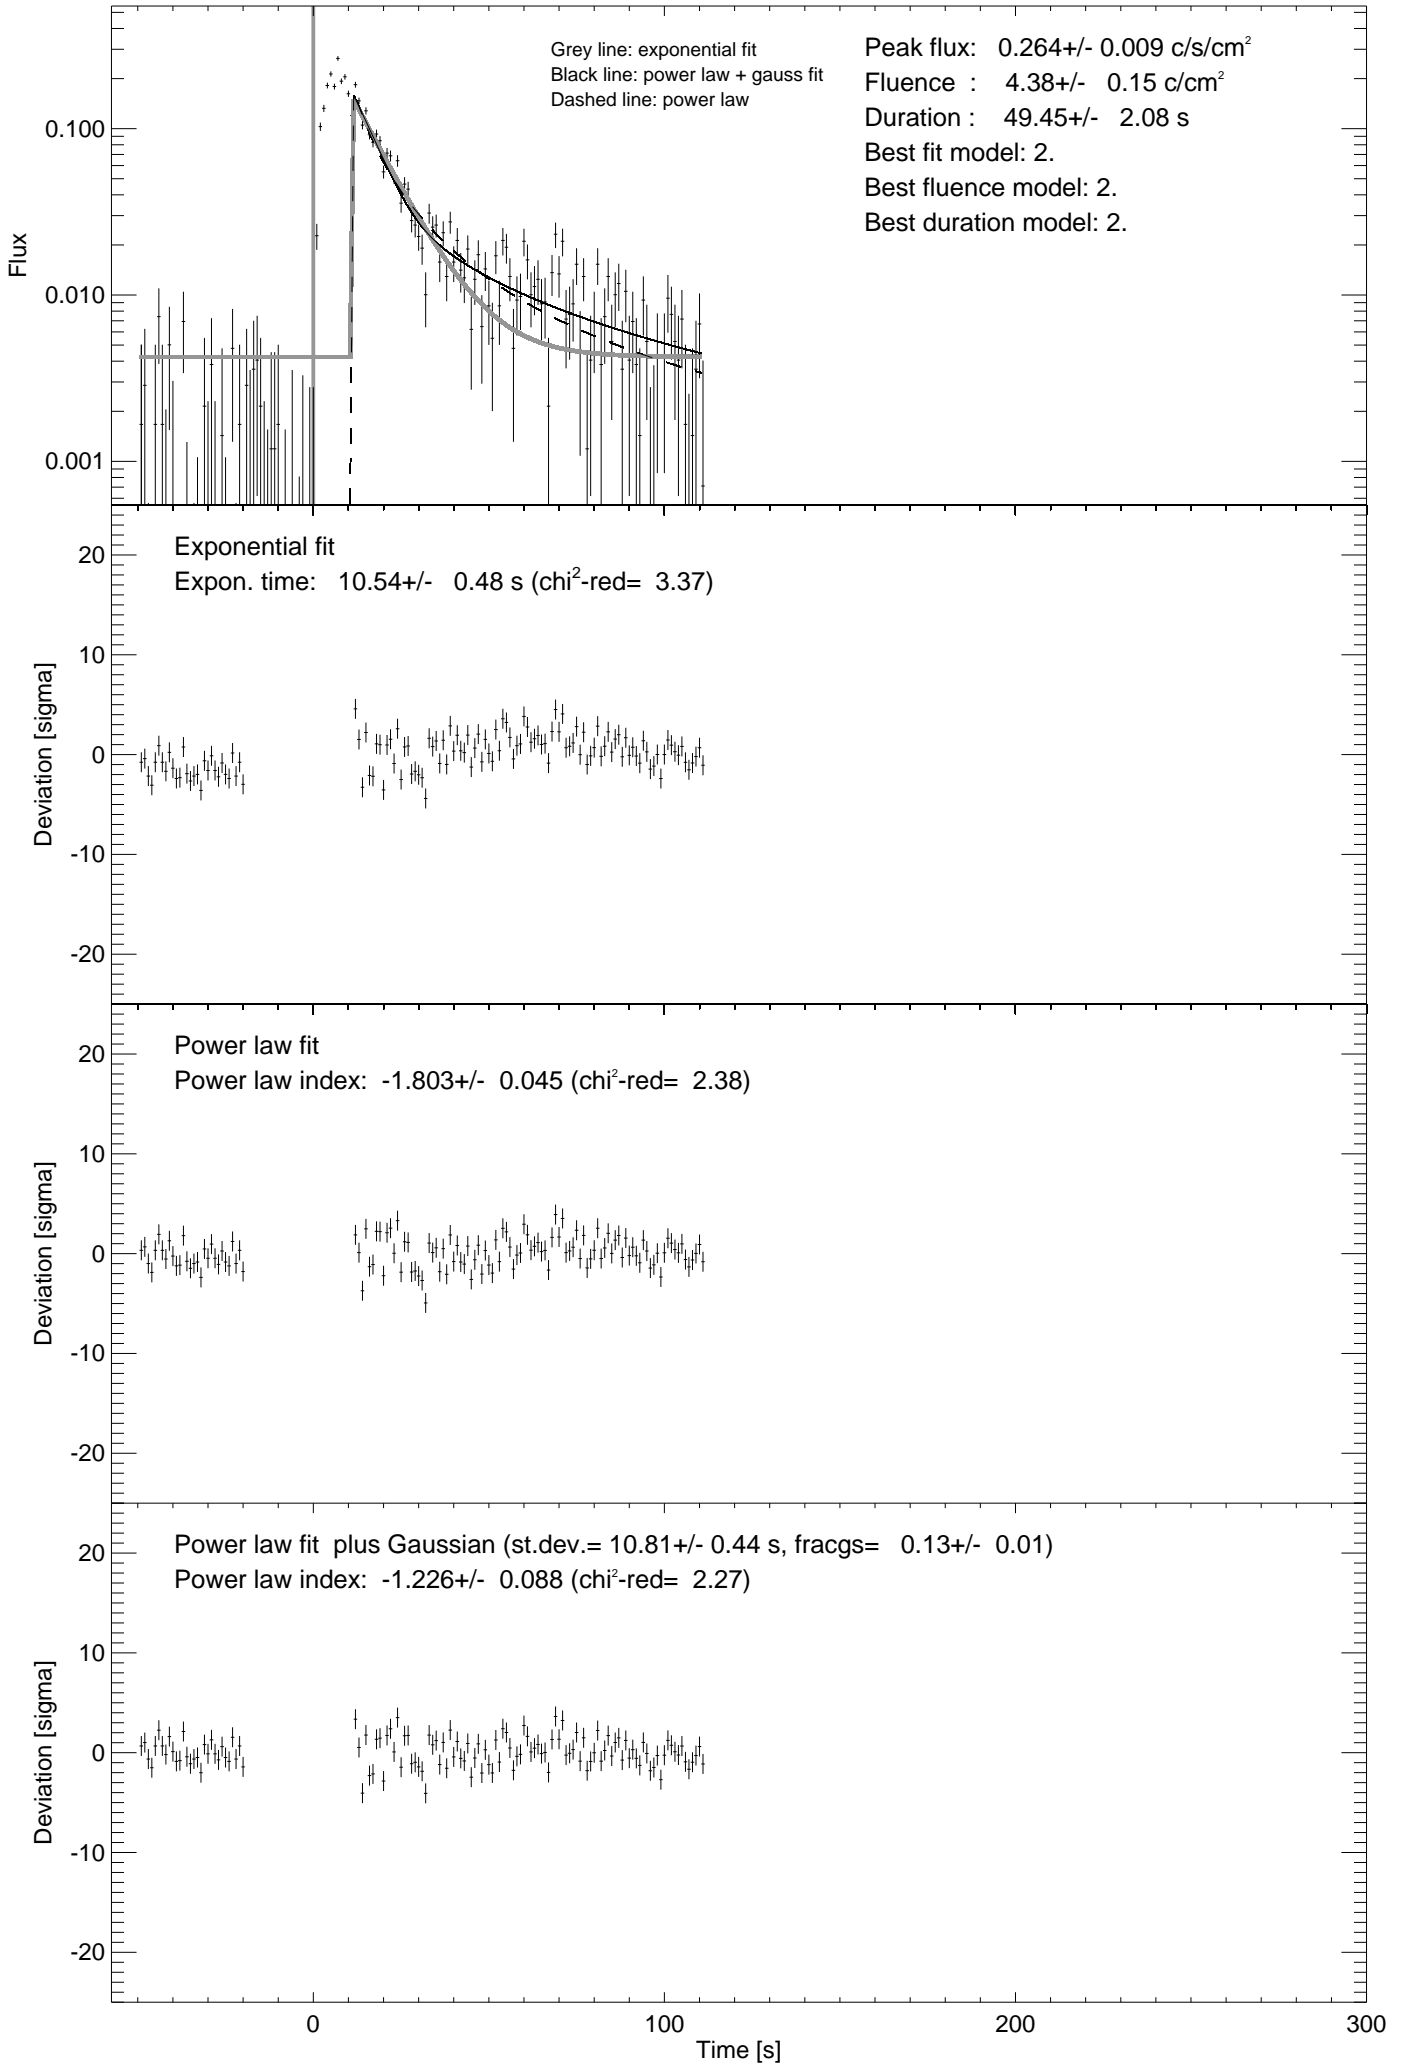 Grey line: exponential fit
Black line: power law + gauss fit
Dashed line: power law
Peak flux: 0.264+/- 0.009 c/s/cm²
Fluence : 4.38+/- 0.15 c/cm²
Duration : 49.45+/- 2.08 s
Best fit model: 2.
Best fluence model: 2.
Best duration model: 2.
0.100
0.010
0.001
Flux
Exponential fit
Expon. time: 10.54+/- 0.48 s (chi²-red= 3.37)
20
10
0
-10
-20
Deviation [sigma]
Power law fit
Power law index: -1.803+/- 0.045 (chi²-red= 2.38)
20
10
0
-10
-20
Deviation [sigma]
Power law fit plus Gaussian (st.dev.= 10.81+/- 0.44 s, fracgs= 0.13+/- 0.01)
Power law index: -1.226+/- 0.088 (chi²-red= 2.27)
20
10
0
-10
-20
Deviation [sigma]
0 100 200 300
Time [s]